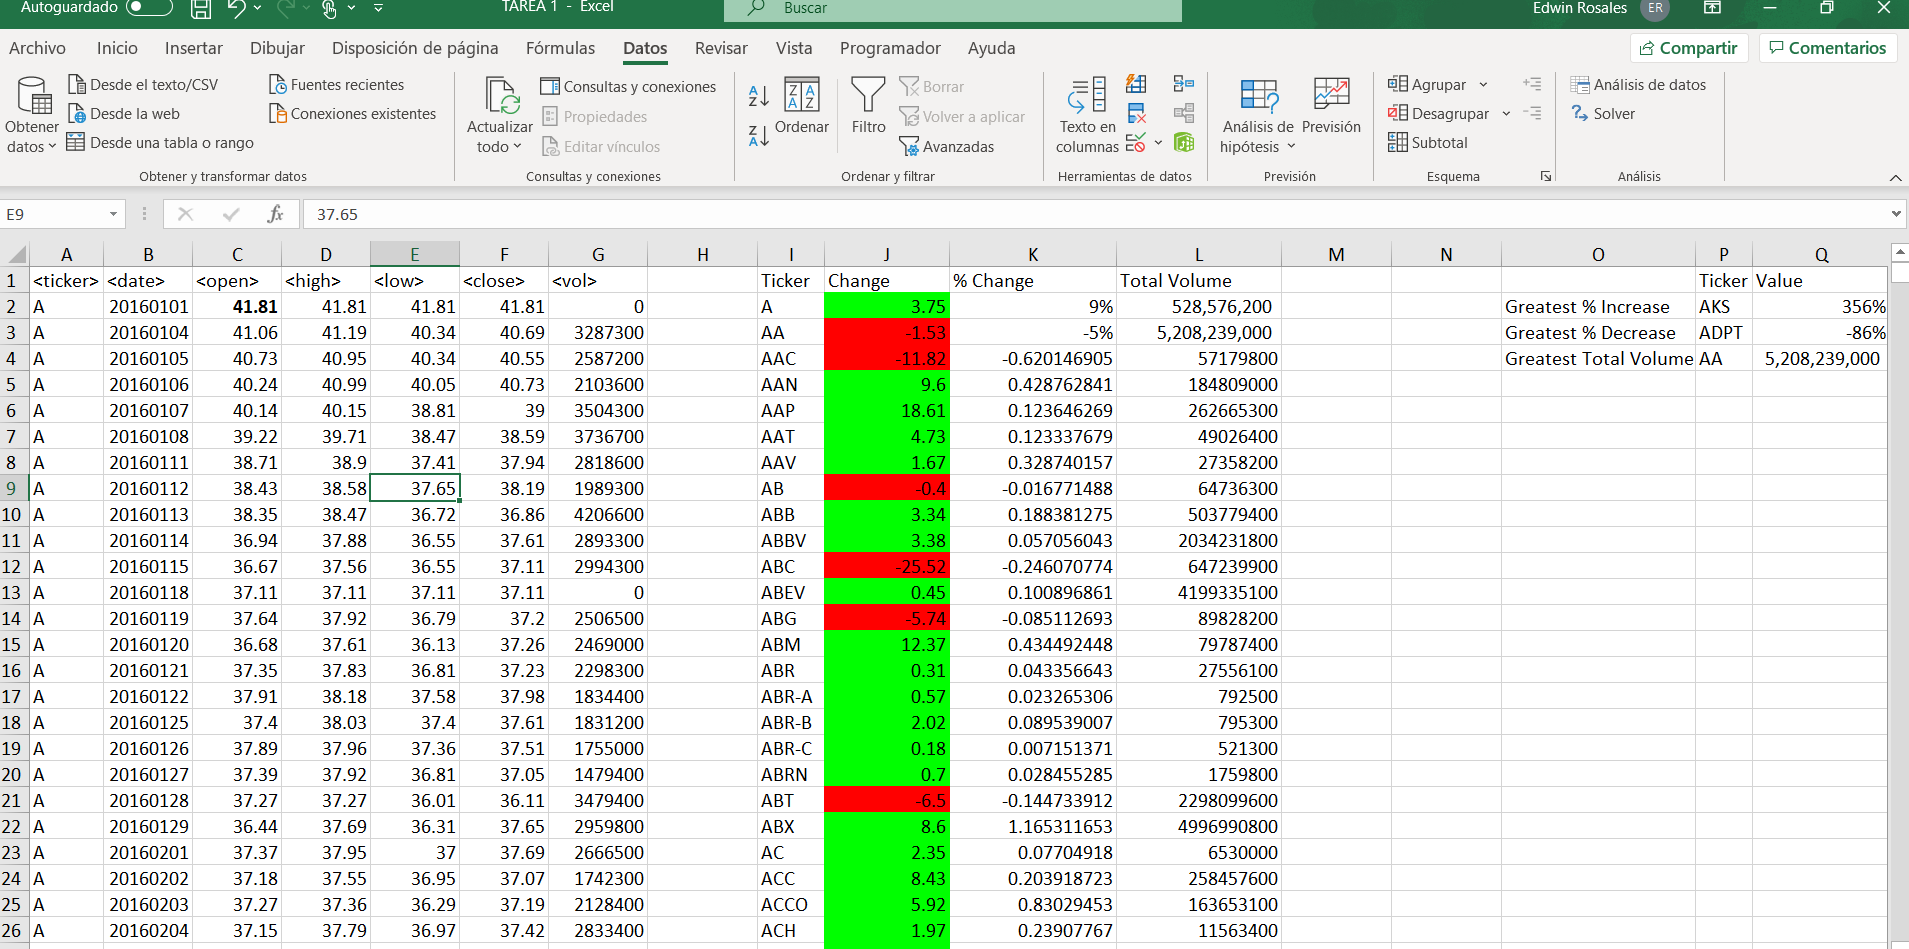 Autoguardado TAREA 1 - Excel Buscar Edwin Rosales ER
Archivo Inicio Insertar Dibujar Disposición de página Fórmulas Datos Revisar Vista Programador Ayuda Compartir Comentarios
Obtener datos
Desde el texto/CSV
Desde la web
Desde una tabla o rango
Fuentes recientes
Conexiones existentes
Obtener y transformar datos
Actualizar todo
Consultas y conexiones
Propiedades
Editar vínculos
Consultas y conexiones
Ordenar
Filtro
Borrar
Volver a aplicar
Avanzadas
Ordenar y filtrar
Texto en columnas
Herramientas de datos
Análisis de hipótesis
Previsión
Previsión
Agrupar
Desagrupar
Subtotal
Esquema
Análisis de datos
Solver
Análisis
E9 fx 37.65
A B C D E F G H I J K L M N O P Q
1 <ticker> <date> <open> <high> <low> <close> <vol> Ticker Change % Change Total Volume Ticker Value
2 A 20160101 41.81 41.81 41.81 41.81 0 A 3.75 9% 528,576,200 Greatest % Increase AKS 356%
3 A 20160104 41.06 41.19 40.34 40.69 3287300 AA -1.53 -5% 5,208,239,000 Greatest % Decrease ADPT -86%
4 A 20160105 40.73 40.95 40.34 40.55 2587200 AAC -11.82 -0.620146905 57179800 Greatest Total Volume AA 5,208,239,000
5 A 20160106 40.24 40.99 40.05 40.73 2103600 AAN 9.6 0.428762841 184809000
6 A 20160107 40.14 40.15 38.81 39 3504300 AAP 18.61 0.123646269 262665300
7 A 20160108 39.22 39.71 38.47 38.59 3736700 AAT 4.73 0.123337679 49026400
8 A 20160111 38.71 38.9 37.41 37.94 2818600 AAV 1.67 0.328740157 27358200
9 A 20160112 38.43 38.58 37.65 38.19 1989300 AB -0.4 -0.016771488 64736300
10 A 20160113 38.35 38.47 36.72 36.86 4206600 ABB 3.34 0.188381275 503779400
11 A 20160114 36.94 37.88 36.55 37.61 2893300 ABBV 3.38 0.057056043 2034231800
12 A 20160115 36.67 37.56 36.55 37.11 2994300 ABC -25.52 -0.246070774 647239900
13 A 20160118 37.11 37.11 37.11 37.11 0 ABEV 0.45 0.100896861 4199335100
14 A 20160119 37.64 37.92 36.79 37.2 2506500 ABG -5.74 -0.085112693 89828200
15 A 20160120 36.68 37.61 36.13 37.26 2469000 ABM 12.37 0.434492448 79787400
16 A 20160121 37.35 37.83 36.81 37.23 2298300 ABR 0.31 0.043356643 27556100
17 A 20160122 37.91 38.18 37.58 37.98 1834400 ABR-A 0.57 0.023265306 792500
18 A 20160125 37.4 38.03 37.4 37.61 1831200 ABR-B 2.02 0.089539007 795300
19 A 20160126 37.89 37.96 37.36 37.51 1755000 ABR-C 0.18 0.007151371 521300
20 A 20160127 37.39 37.92 36.81 37.05 1479400 ABRN 0.7 0.028455285 1759800
21 A 20160128 37.27 37.27 36.01 36.11 3479400 ABT -6.5 -0.144733912 2298099600
22 A 20160129 36.44 37.69 36.31 37.65 2959800 ABX 8.6 1.165311653 4996990800
23 A 20160201 37.37 37.95 37 37.69 2666500 AC 2.35 0.07704918 6530000
24 A 20160202 37.18 37.55 36.95 37.07 1742300 ACC 8.43 0.203918723 258457600
25 A 20160203 37.27 37.36 36.29 37.19 2128400 ACCO 5.92 0.83029453 163653100
26 A 20160204 37.15 37.79 36.97 37.42 2833400 ACH 1.97 0.23907767 11563400